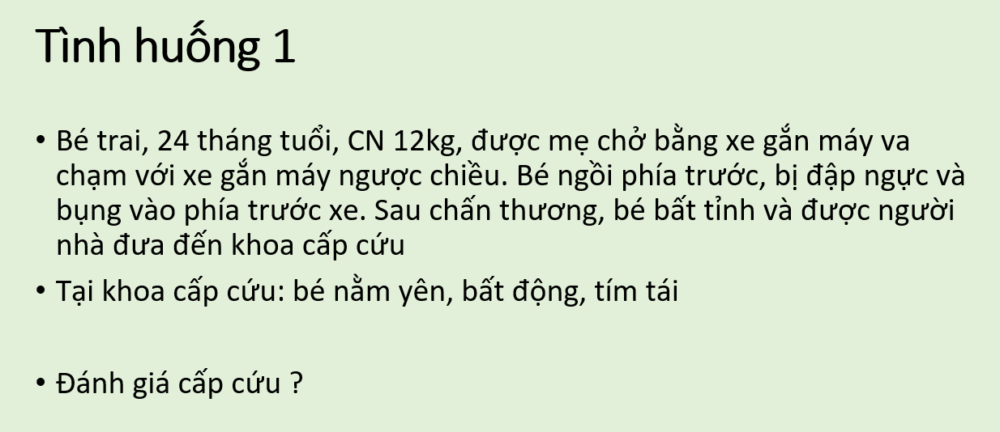 Tình huống 1
• Bé trai, 24 tháng tuổi, CN 12kg, được mẹ chở bằng xe gắn máy va
chạm với xe gắn máy ngược chiều. Bé ngồi phía trước, bị đập ngực và
bụng vào phía trước xe. Sau chấn thương, bé bất tỉnh và được người
nhà đưa đến khoa cấp cứu
• Tại khoa cấp cứu: bé nằm yên, bất động, tím tái
• Đánh giá cấp cứu ?